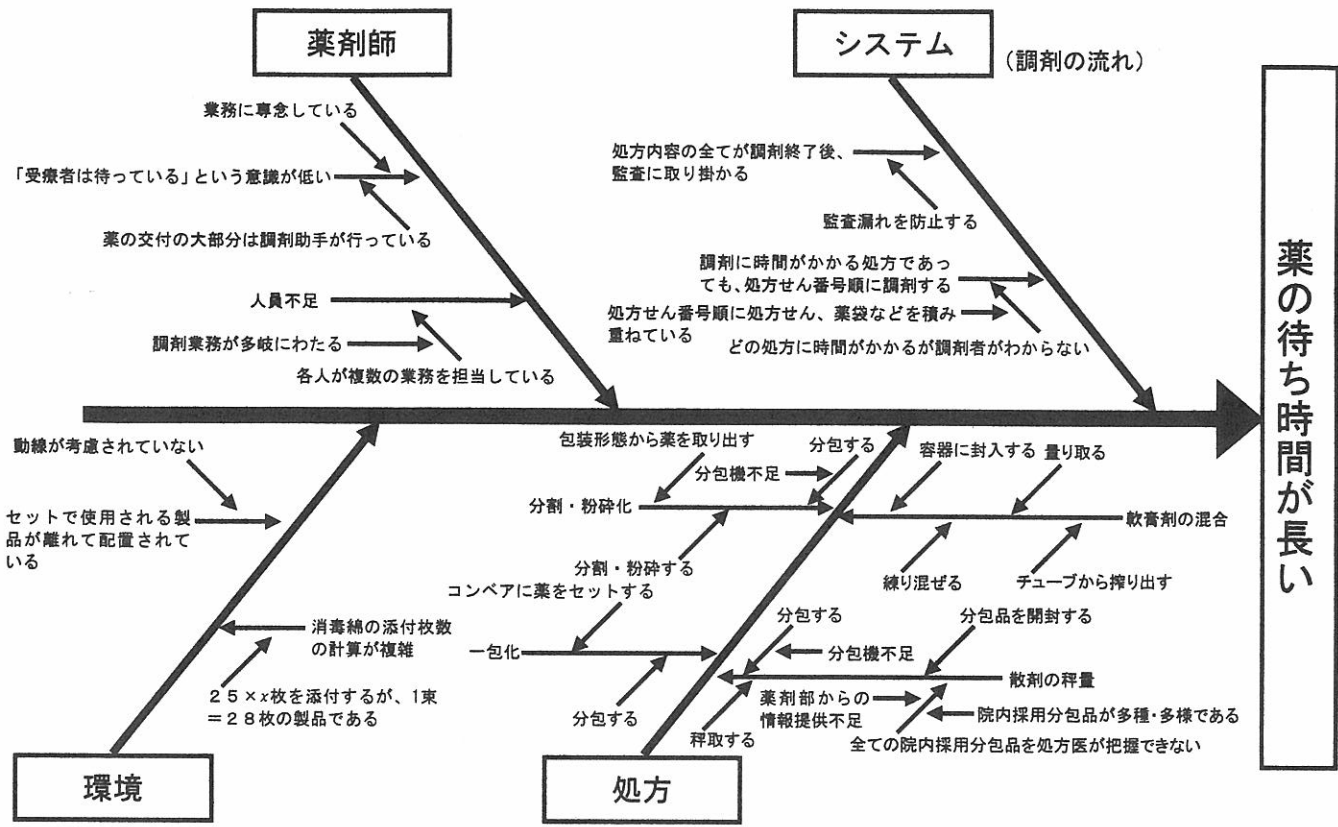 薬剤師
システム
(調剤の流れ)
業務に専念している
「受療者は待っている」という意識が低い
薬の交付の大部分は調剤助手が行っている
人員不足
調剤業務が多岐にわたる
各人が複数の業務を担当している
処方内容の全てが調剤終了後、
監査に取り掛かる
監査漏れを防止する
調剤に時間がかかる処方であっ
ても、処方せん番号順に調剤する
処方せん番号順に処方せん、薬袋などを積み
重ねている
どの処方に時間がかかるが調剤者がわからない
薬の待ち時間が長い
動線が考慮されていない
セットで使用される製
品が離れて配置されて
いる
消毒綿の添付枚数
の計算が複雑
25×x枚を添付するが、1束
=28枚の製品である
環境
包装形態から薬を取り出す
分包する
分包機不足
分割・粉砕化
分割・粉砕する
容器に封入する
量り取る
軟膏剤の混合
練り混ぜる
チューブから搾り出す
コンベアに薬をセットする
一包化
分包する
分包する
分包機不足
分包品を開封する
散剤の秤量
秤取する
薬剤部からの
情報提供不足
院内採用分包品が多種・多様である
全ての院内採用分包品を処方医が把握できない
処方